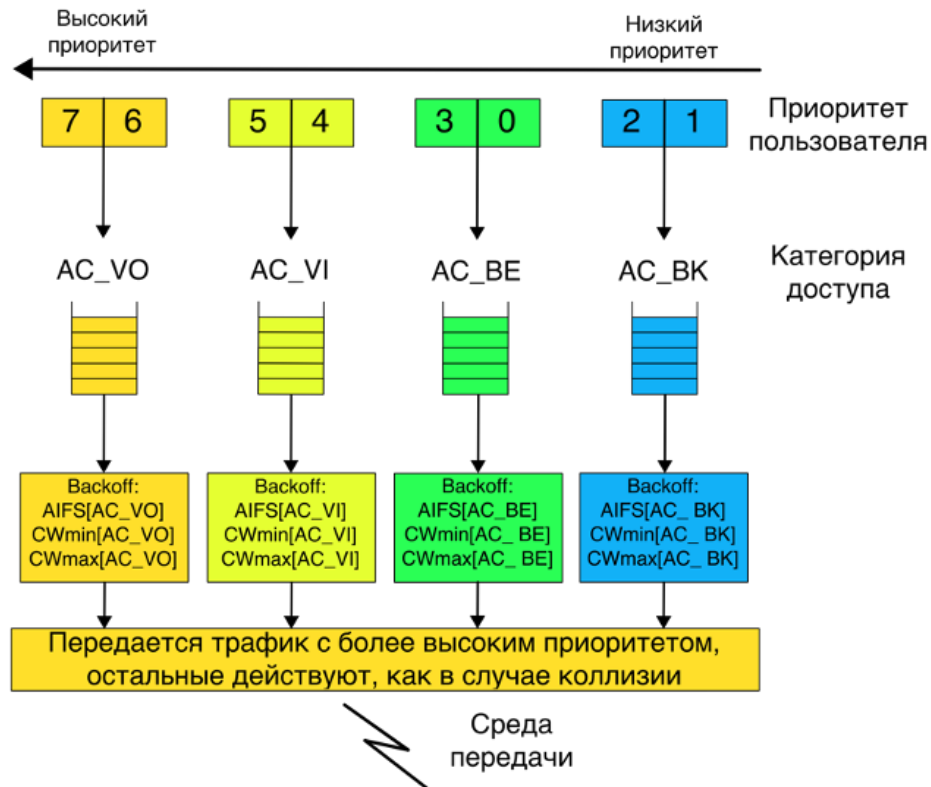 Высокий
приоритет
Низкий
приоритет
7 6
5 4
3 0
2 1
Приоритет
пользователя
AC_VO
AC_VI
AC_BE
AC_BK
Категория
доступа
Backoff:
AIFS[AC_VO]
CWmin[AC_VO]
CWmax[AC_VO]
Backoff:
AIFS[AC_VI]
CWmin[AC_VI]
CWmax[AC_VI]
Backoff:
AIFS[AC_BE]
CWmin[AC_ BE]
CWmax[AC_ BE]
Backoff:
AIFS[AC_ BK]
CWmin[AC_ BK]
CWmax[AC_ BK]
Передается трафик с более высоким приоритетом,
остальные действуют, как в случае коллизии
Среда
передачи